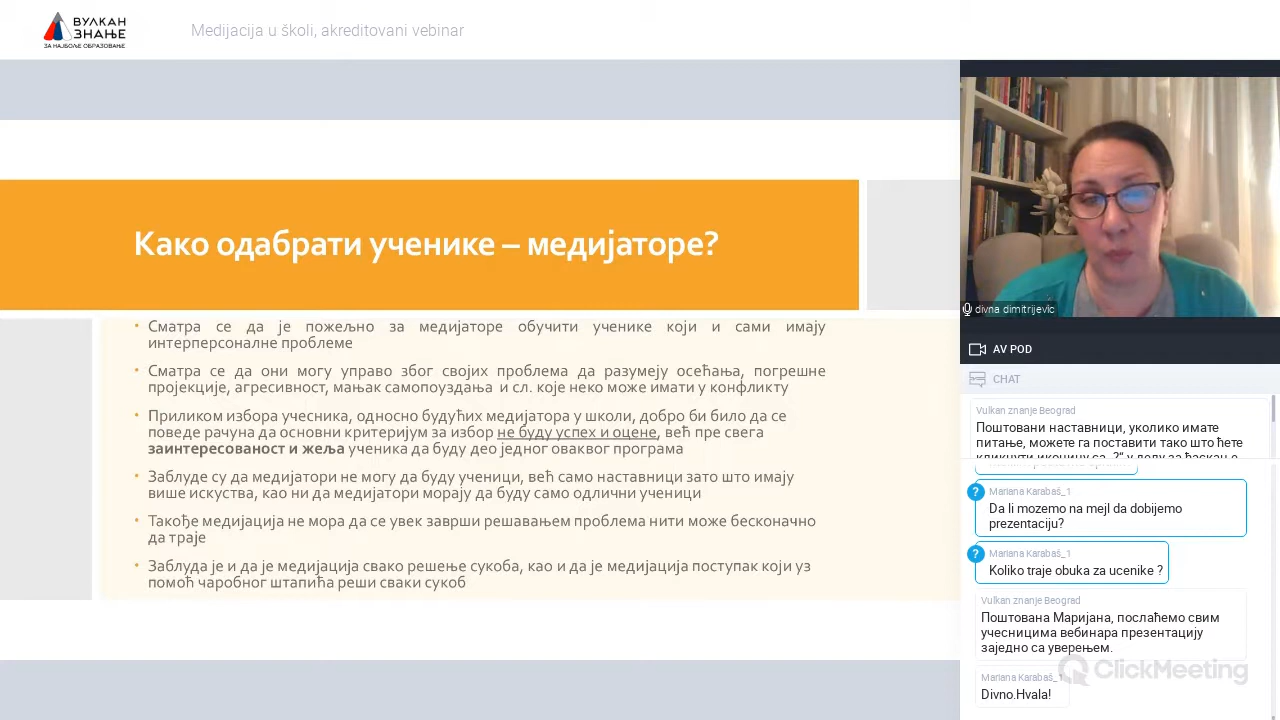 ВУЛКАН
ЗНАЊЕ
ЗА НАЈБОЉЕ ОБРАЗОВАЊЕ
Medijacija u školi, akreditovani vebinar
Како одабрати ученике – медијаторе?
• Сматра се да је пожељно за медијаторе обучити ученике који и сами имају
интерперсоналне проблеме
• Сматра се да они могу управо због својих проблема да разумеју осећања, погрешне
пројекције, агресивност, мањак самопоуздања и сл. које неко може имати у конфликту
• Приликом избора учесника, односно будућих медијатора у школи, добро би било да се
поведе рачуна да основни критеријум за избор не буду успех и оцене, већ пре свега
заинтересованост и жеља ученика да буду део једног оваквог програма
• Заблуде су да медијатори не могу да буду ученици, већ само наставници зато што имају
више искуства, као ни да медијатори морају да буду само одлични ученици
• Такође медијација не мора да се увек заврши решавањем проблема нити може бесконачно
да траје
• Заблуда је и да је медијација свако решење сукоба, као и да је медијација поступак који уз
помоћ чаробног штапића реши сваки сукоб
divna dimitrijevic
AV POD
CHAT
Vulkan znanje Beograd
Поштовани наставници, уколико имате
питање, можете га поставити тако што ћете
кликнути иконицу са „?“ у делу за ћаскање
Mariana Karabaš_1
Da li mozemo na mejl da dobijemo
prezentaciju?
Mariana Karabaš_1
Koliko traje obuka za ucenike ?
Vulkan znanje Beograd
Поштована Маријана, послаћемо свим
учесницима вебинара презентацију
заједно са уверењем.
ClickMeeting
Mariana Karabaš_1
Divno.Hvala!